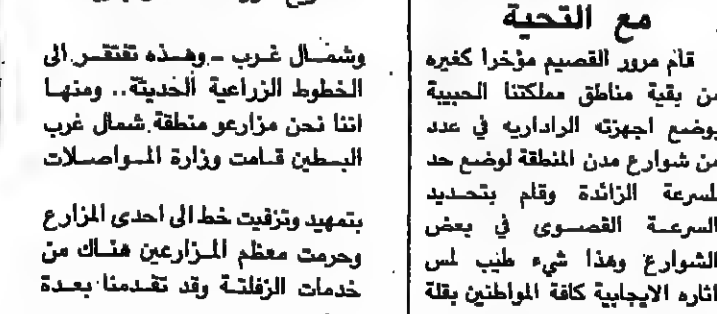 مع التحية
قام مرور القصيم مؤخرا كغيره
من بقية مناطق مملكتنا الحبيبة
بوضع اجهزته الراداريه في عدد
من شوارع مدن المنطقة لوضع حد
للسرعة الزائدة وقام بتحديد
السرعة القصوى في بعض
الشوارع وهذا شيء طيب لمس
اثاره الايجابية كافة المواطنين بقلة
وشمال غرب - وهذه تفتقر الى
الخطوط الزراعية الحديثة.. ومنها
اننا نحن مزارعو منطقة شمال غرب
البسطين قامت وزارة المواصلات
بتمهيد وتزفيت خط الى احدى المزارع
وحرمت معظم المزارعين هناك من
خدمات الزفلتة وقد تقدمنا بعدة